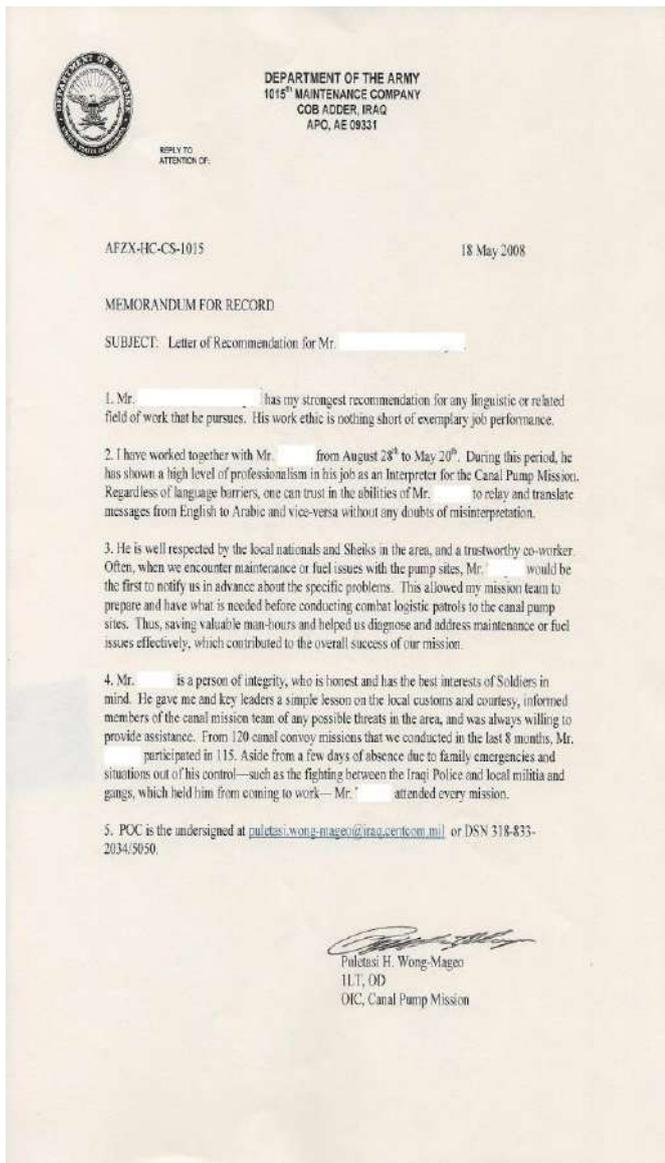 DEPARTMENT OF DEFENSE
UNITED STATES OF AMERICA
DEPARTMENT OF THE ARMY
1015th MAINTENANCE COMPANY
COB ADDER, IRAQ
APO, AE 09331
REPLY TO
ATTENTION OF:
AFZX-HC-CS-1015 18 May 2008
MEMORANDUM FOR RECORD
SUBJECT: Letter of Recommendation for Mr.
1. Mr. has my strongest recommendation for any linguistic or related
field of work that he pursues. His work ethic is nothing short of exemplary job performance.
2. I have worked together with Mr. from August 28th to May 20th. During this period, he
has shown a high level of professionalism in his job as an Interpreter for the Canal Pump Mission.
Regardless of language barriers, one can trust in the abilities of Mr. to relay and translate
messages from English to Arabic and vice-versa without any doubts of misinterpretation.
3. He is well respected by the local nationals and Sheiks in the area, and a trustworthy co-worker.
Often, when we encounter maintenance or fuel issues with the pump sites, Mr. would be
the first to notify us in advance about the specific problems. This allowed my mission team to
prepare and have what is needed before conducting combat logistic patrols to the canal pump
sites. Thus, saving valuable man-hours and helped us diagnose and address maintenance or fuel
issues effectively, which contributed to the overall success of our mission.
4. Mr. is a person of integrity, who is honest and has the best interests of Soldiers in
mind. He gave me and key leaders a simple lesson on the local customs and courtesy, informed
members of the canal mission team of any possible threats in the area, and was always willing to
provide assistance. From 120 canal convoy missions that we conducted in the last 8 months, Mr.
participated in 115. Aside from a few days of absence due to family emergencies and
situations out of his control—such as the fighting between the Iraqi Police and local militia and
gangs, which held him from coming to work— Mr. attended every mission.
5. POC is the undersigned at puletasi.wong-mageo@iraq.centcom.mil or DSN 318-833-
2034/5050.
Puletasi H. Wong-Mageo
1LT, OD
OIC, Canal Pump Mission